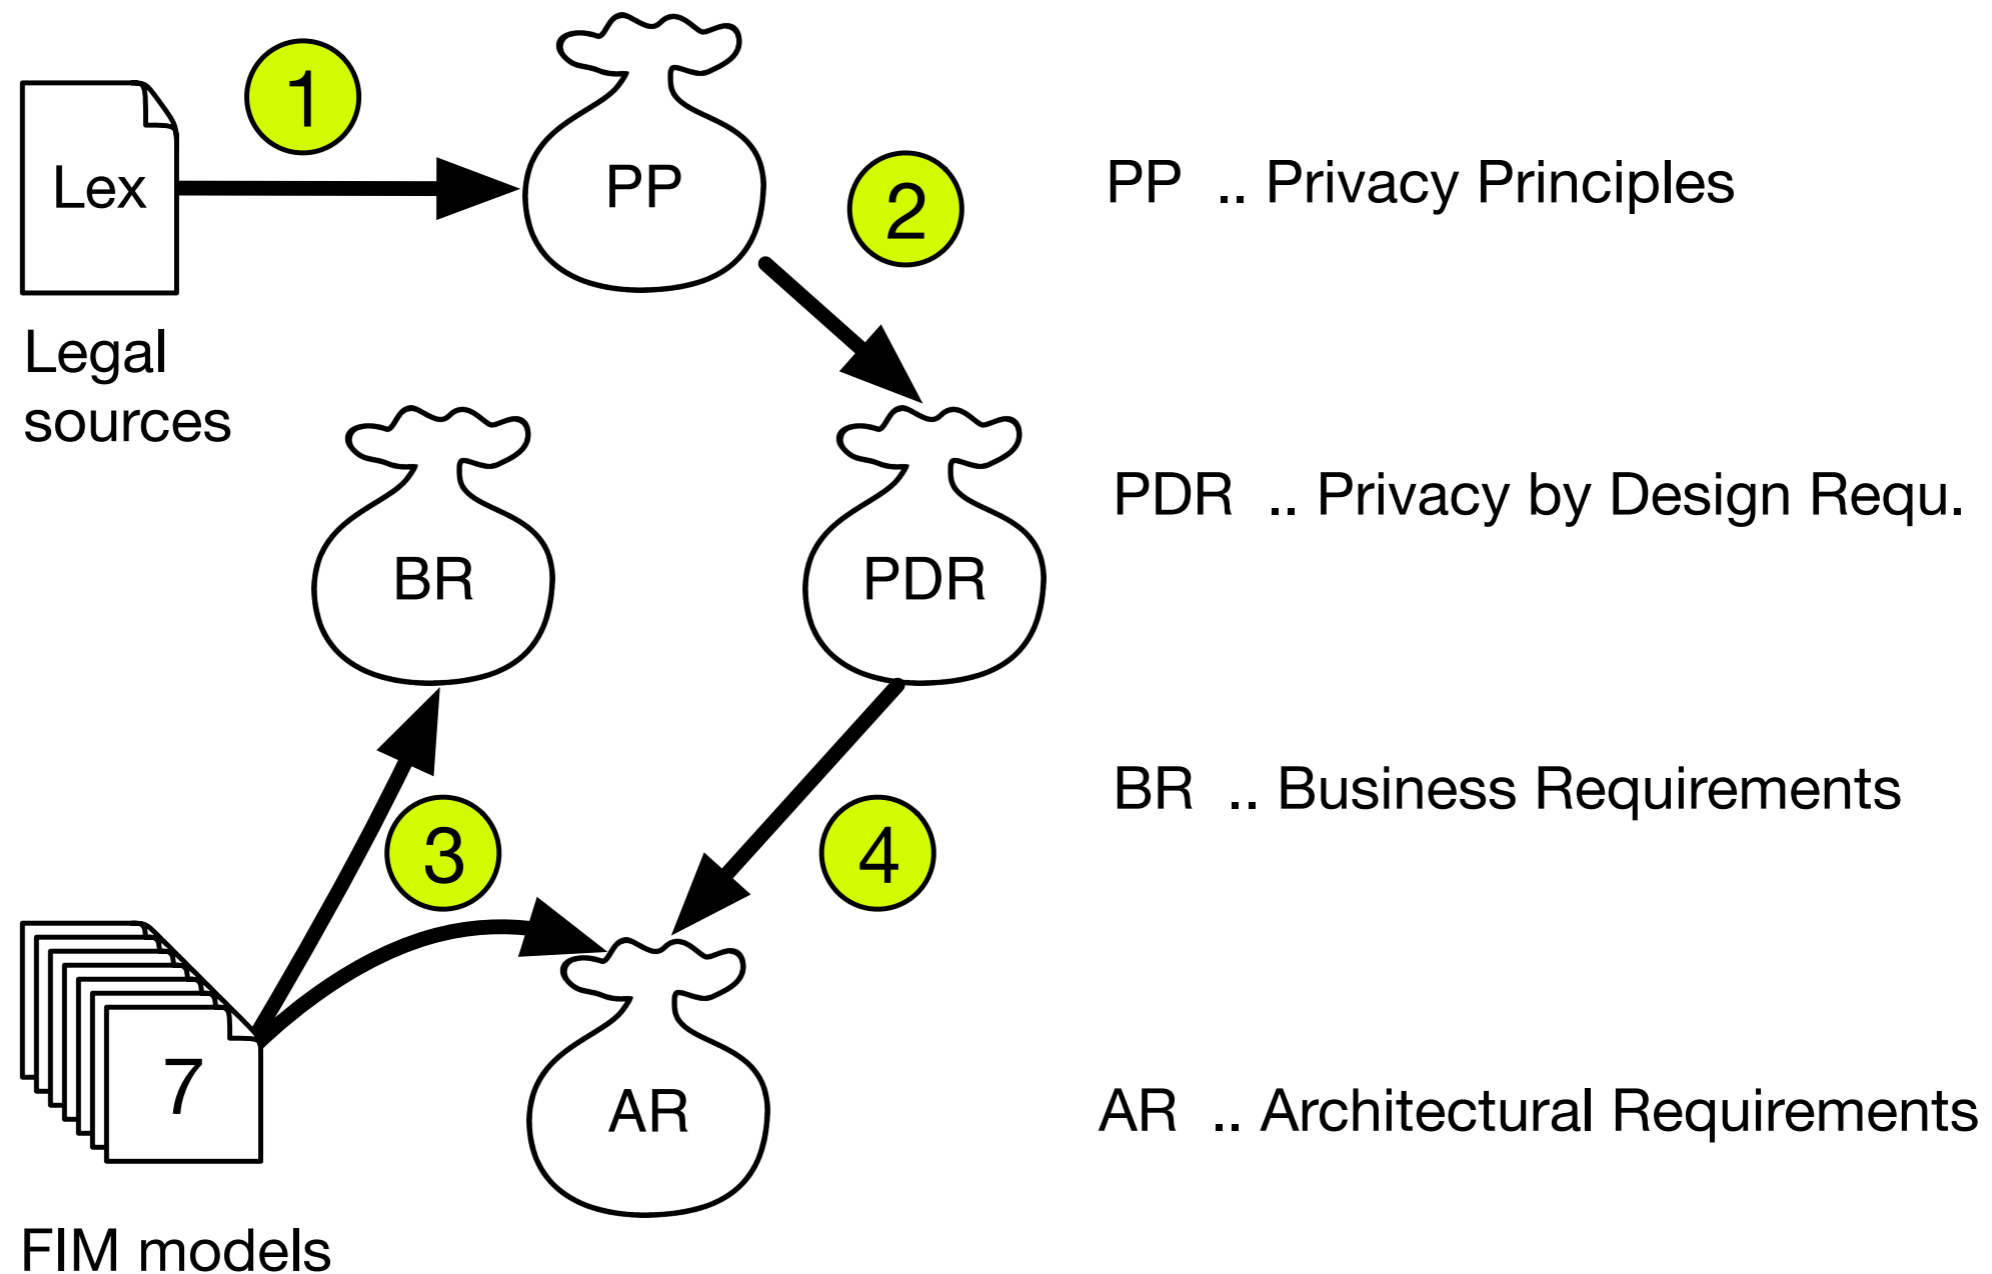 1
Lex
PP
2
PP .. Privacy Principles
Legal
sources
PDR .. Privacy by Design Requ.
BR
PDR
BR .. Business Requirements
3
4
7
AR
AR .. Architectural Requirements
FIM models